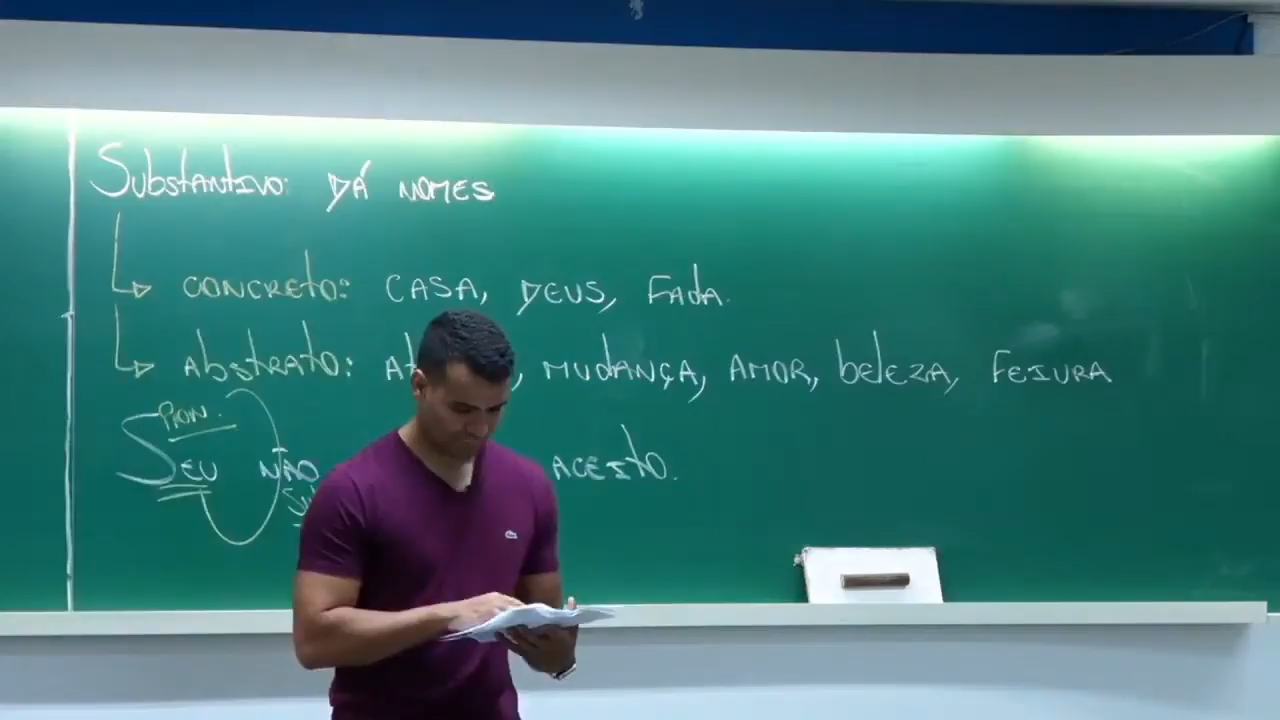 Substantivo: DÁ NOMES
CONCRETO: CASA, DEUS, FADA.
AbstRATO: MUDANÇA, AMOR, bELEZA, FEIURA
PRON.
SEU NÃO ACEITO.